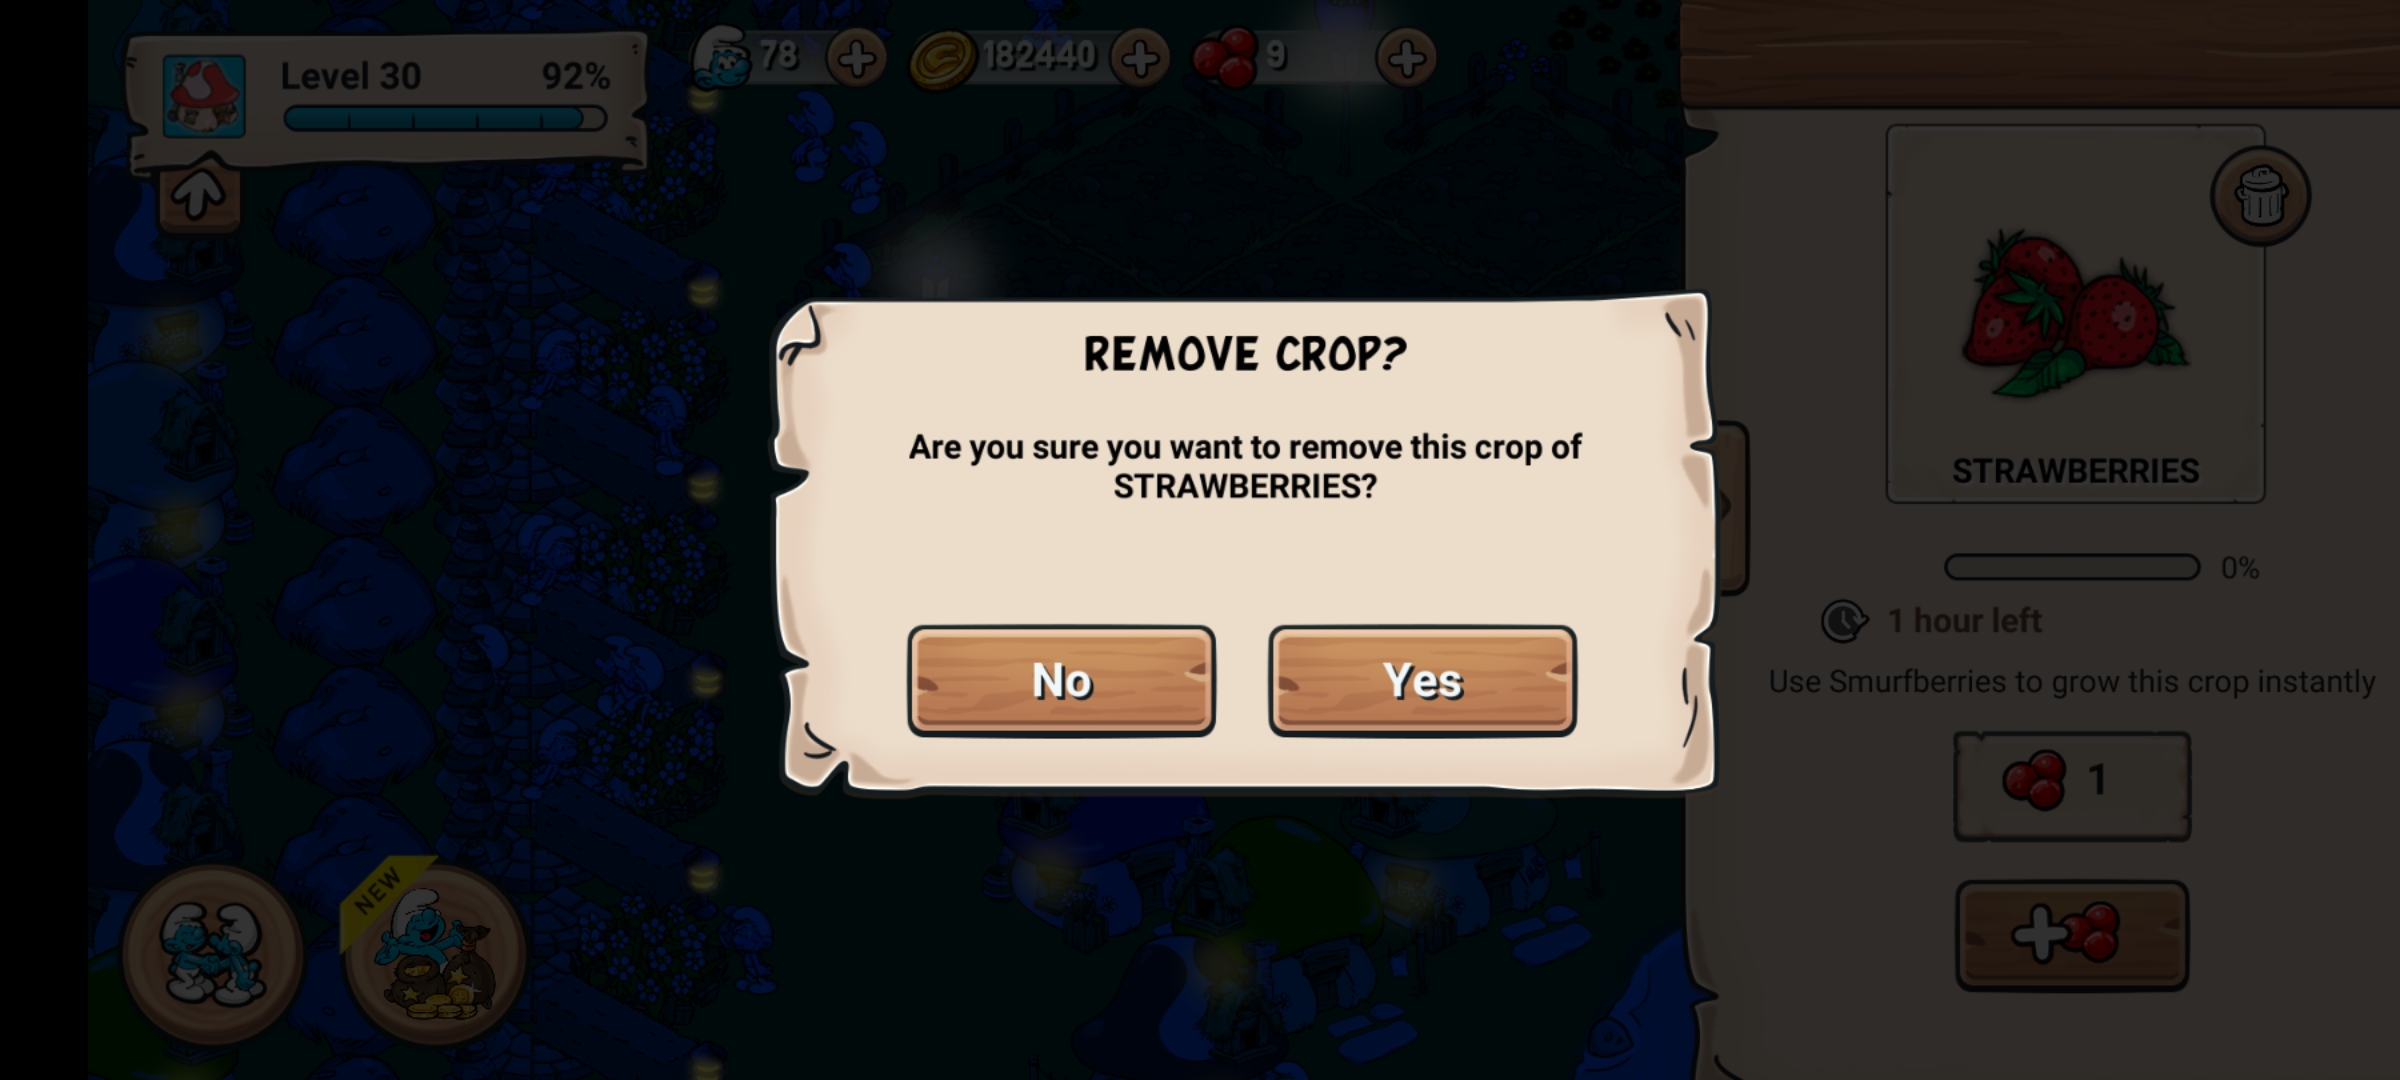 Level 30 92%
78
182440
9
REMOVE CROP?
Are you sure you want to remove this crop of
STRAWBERRIES?
No
Yes
STRAWBERRIES
0%
1 hour left
Use Smurfberries to grow this crop instantly
1
NEW